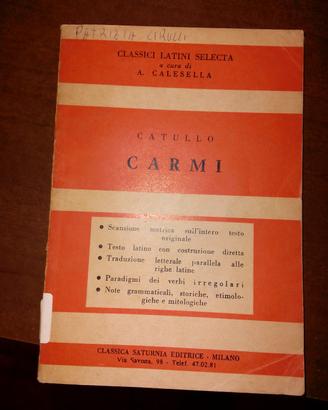 PATRIZIA CIRULLI
CLASSICI LATINI SELECTA
a cura di
A. CALESELLA
CATULLO
CARMI
● Scansione metrica sull'intero testo
originale
● Testo latino con costruzione diretta
● Traduzione letterale parallela alle
righe latine
● Paradigmi dei verbi irregolari
● Note grammaticali, storiche, etimolo-
giche e mitologiche
CLASSICA SATURNIA EDITRICE - MILANO
Via Savona, 98 - Telef. 47.02.81